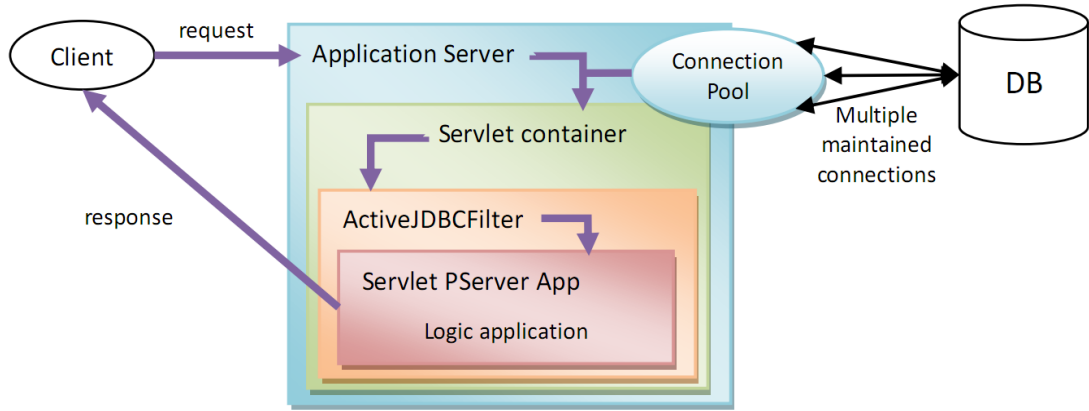 request
Client
Application Server
Connection
Pool
DB
Multiple
maintained
connections
Servlet container
response
ActiveJDBCFilter
Servlet PServer App
Logic application